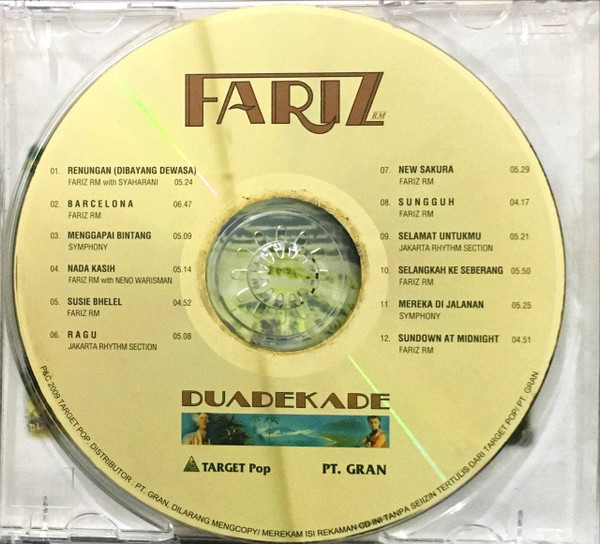 FARIZ RM
01. RENUNGAN (DIBAYANG DEWASA)
FARIZ RM with SYAHARANI 05.24
02. BARCELONA 06.47
FARIZ RM
03. MENGGAPAI BINTANG 05.09
SYMPHONY
04. NADA KASIH 05.14
FARIZ RM with NENO WARISMAN
05. SUSIE BHELEL 04.52
FARIZ RM
06. RAGU 05.08
JAKARTA RHYTHM SECTION
07. NEW SAKURA 05.29
FARIZ RM
08. SUNGGUH 04.17
FARIZ RM
09. SELAMAT UNTUKMU 05.21
JAKARTA RHYTHM SECTION
10. SELANGKAH KE SEBERANG 05.50
FARIZ RM
11. MEREKA DI JALANAN 05.25
SYMPHONY
12. SUNDOWN AT MIDNIGHT 04.51
FARIZ RM
DUADEKADE
TARGET Pop PT. GRAN
P&C 2009 TARGET POP. DISTRIBUTOR : PT. GRAN. DILARANG MENGCOPY/ MEREKAM ISI REKAMAN CD INI TANPA SEIIZIN TERTULIS DARI TARGET POP/ PT. GRAN.